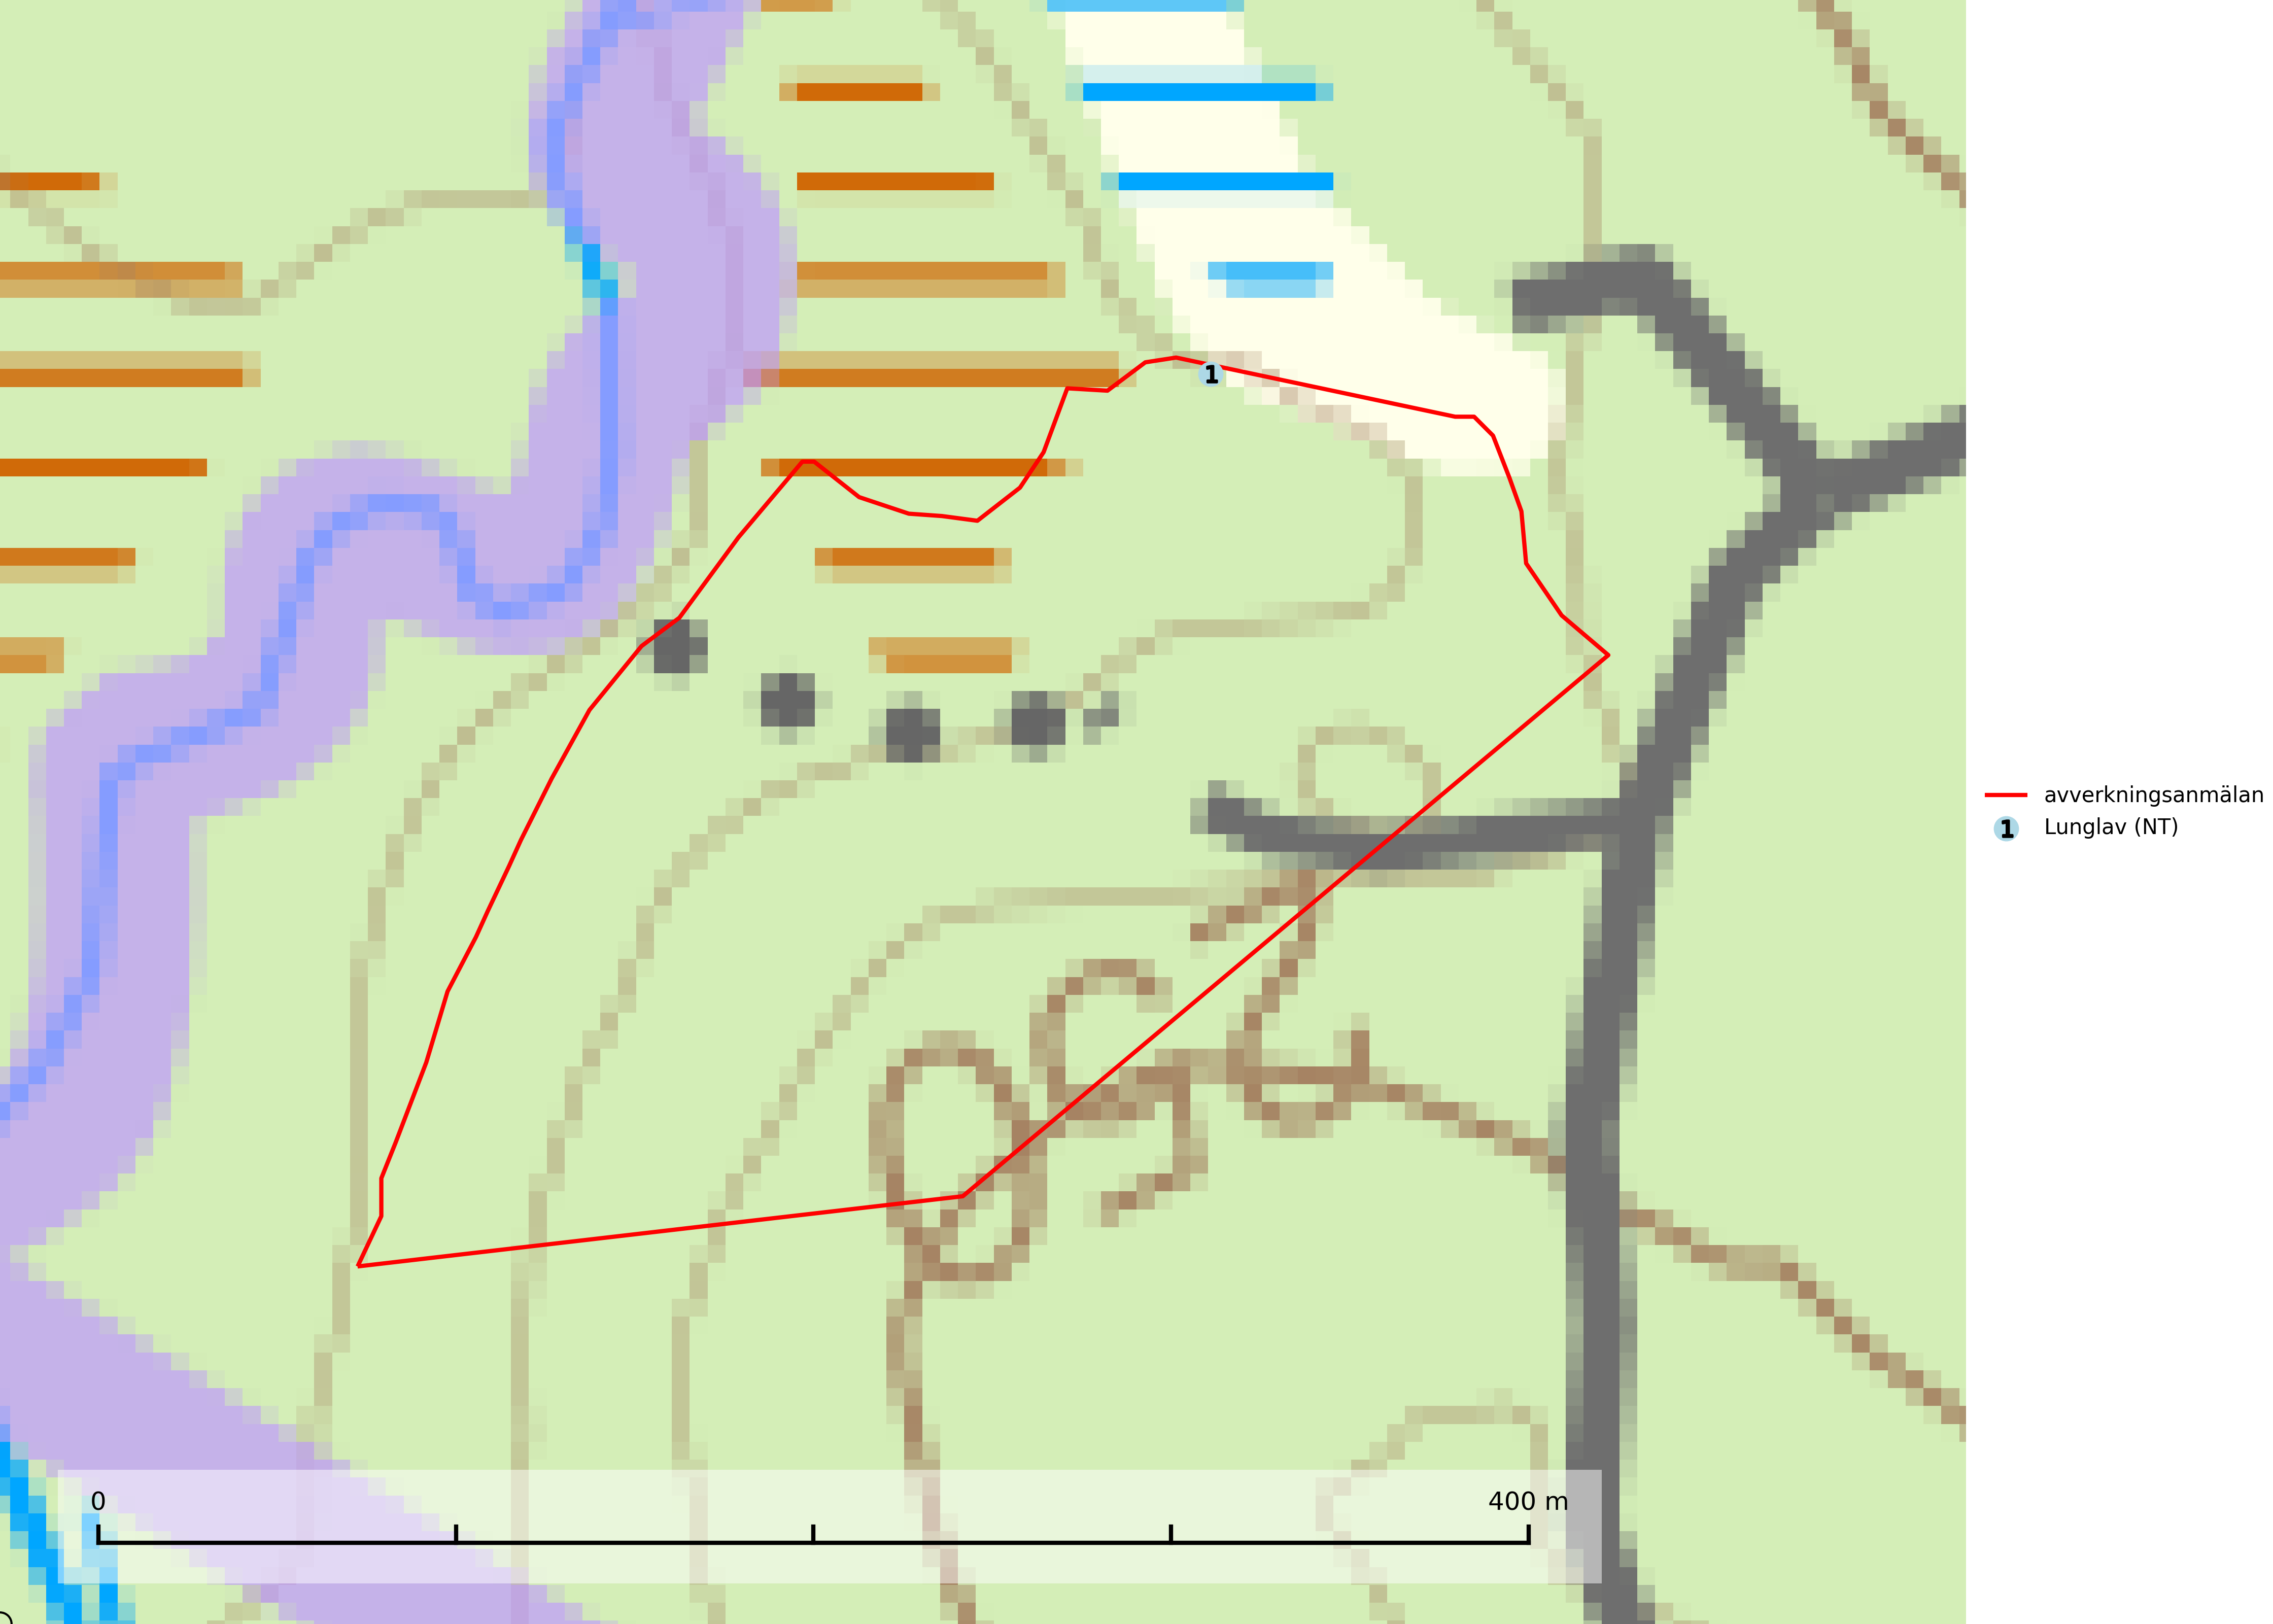 1
avverkningsanmälan
1 Lunglav (NT)
0 400 m